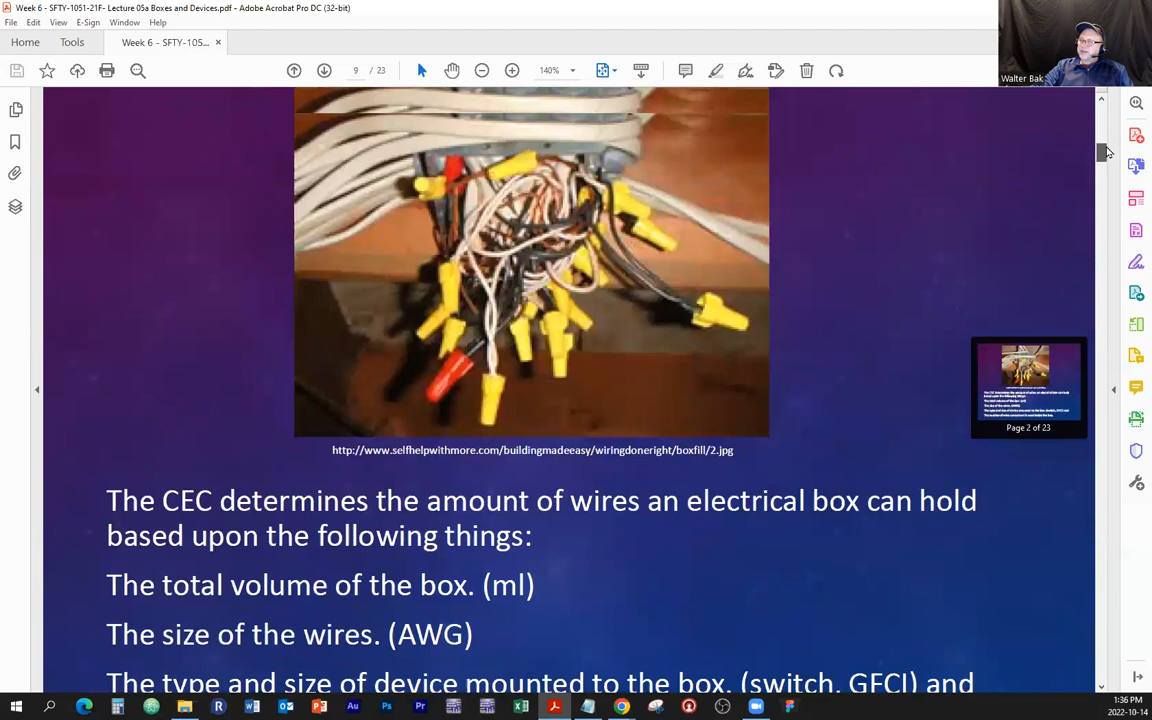 Week 6 - SFTY-1051-21F- Lecture 05a Boxes and Devices.pdf - Adobe Acrobat Pro DC (32-bit)
File Edit View E-Sign Window Help
Home Tools Week 6 - SFTY-105...
9 / 23 140%
Walter Bak
http://www.selfhelpwithmore.com/buildingmadeeasy/wiringdoneright/boxfill/2.jpg
The CEC determines the amount of wires an electrical box can hold
based upon the following things:
The total volume of the box. (ml)
The size of the wires. (AWG)
The type and size of device mounted to the box. (switch, GFCI) and
Page 2 of 23
1:36 PM
2022-10-14